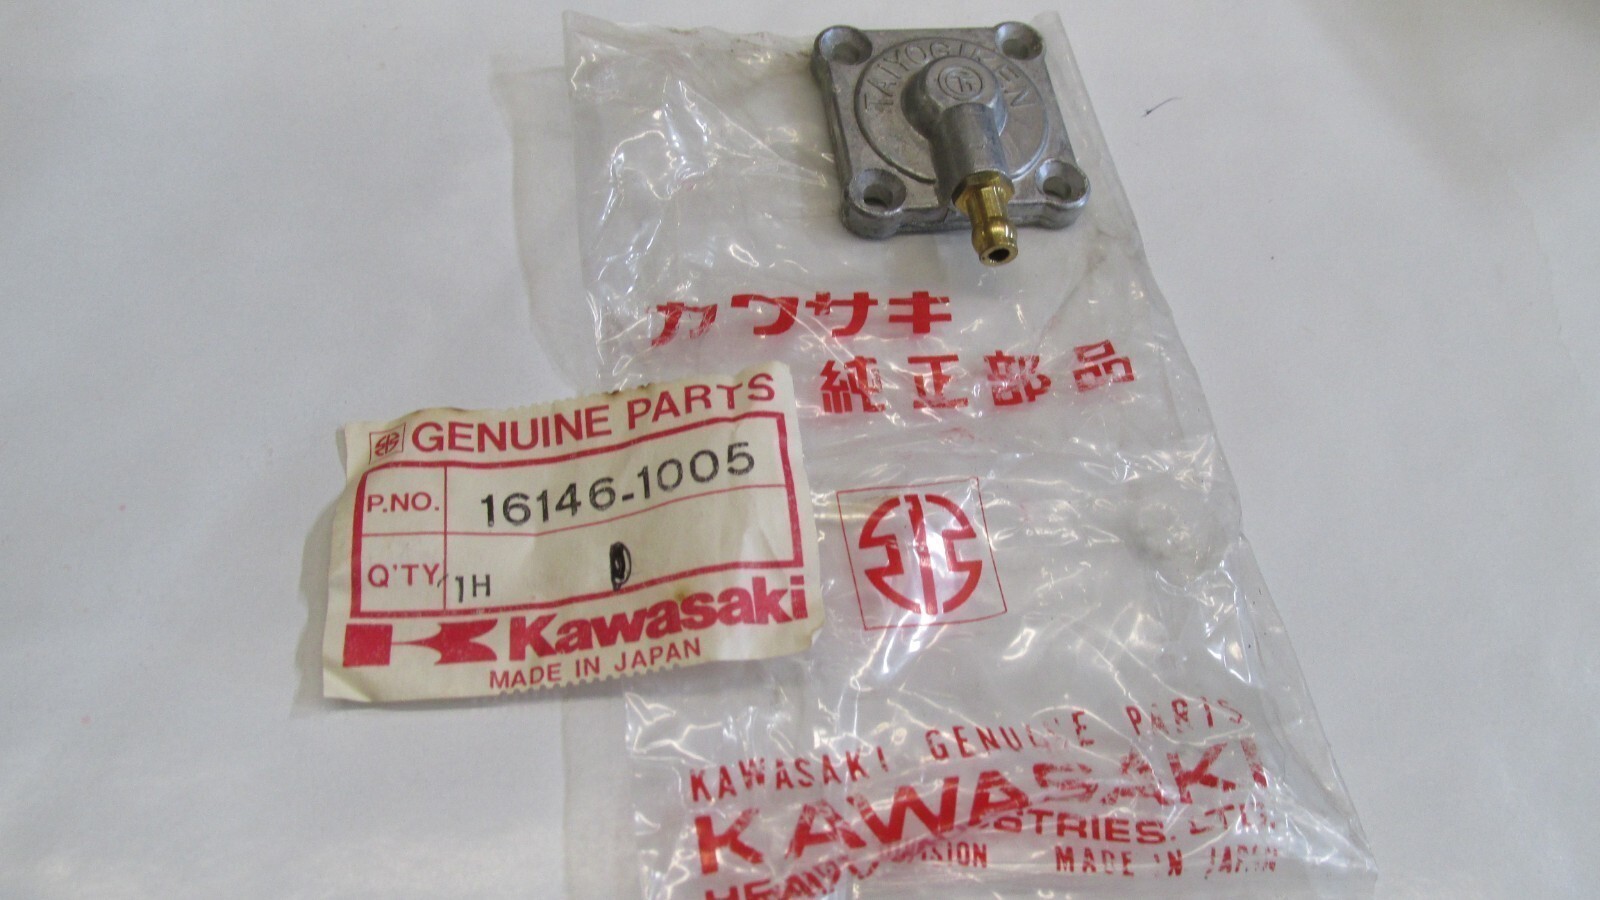 TAIYOGIKEN
カワサキ
純正部品
GENUINE PARTS
P.NO. 16146-1005
Q'TY 1H
Kawasaki
MADE IN JAPAN
KAWASAKI GENUINE PARTS
KAWASAKI
MADE IN JAPAN